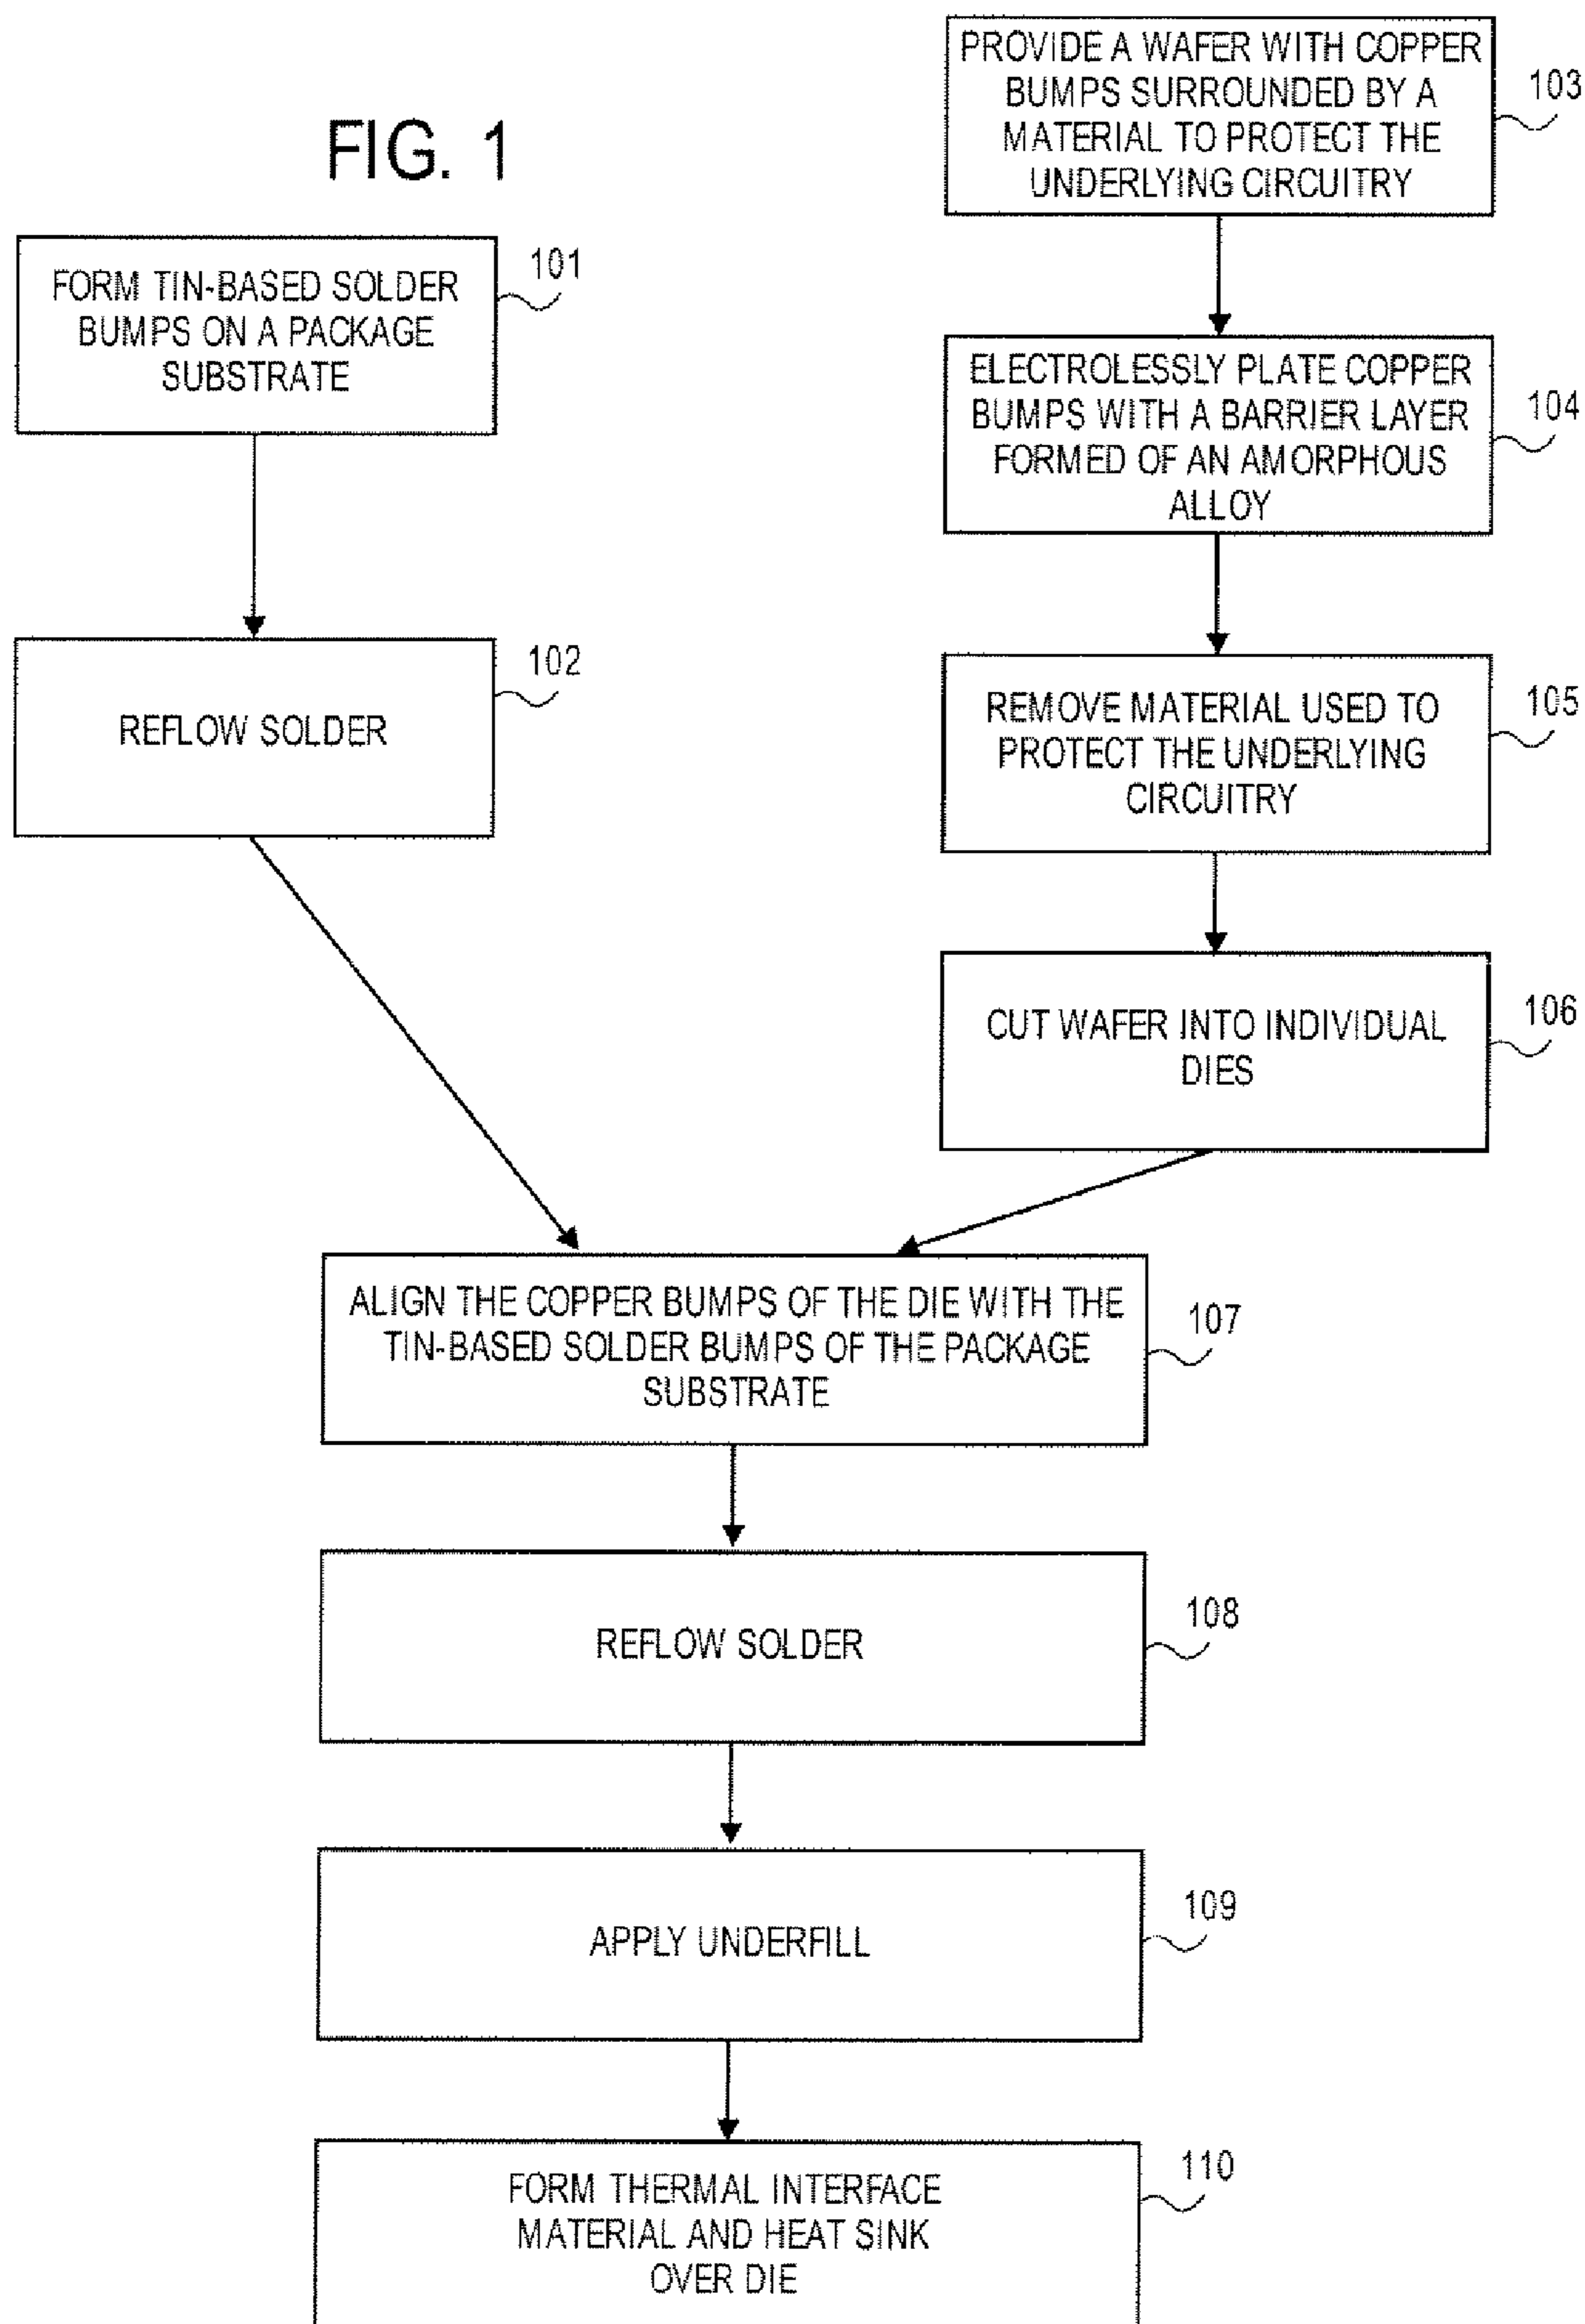 FIG. 1
FORM TIN-BASED SOLDER
BUMPS ON A PACKAGE
SUBSTRATE
101
REFLOW SOLDER
102
PROVIDE A WAFER WITH COPPER
BUMPS SURROUNDED BY A
MATERIAL TO PROTECT THE
UNDERLYING CIRCUITRY
103
ELECTROLESSLY PLATE COPPER
BUMPS WITH A BARRIER LAYER
FORMED OF AN AMORPHOUS
ALLOY
104
REMOVE MATERIAL USED TO
PROTECT THE UNDERLYING
CIRCUITRY
105
CUT WAFER INTO INDIVIDUAL
DIES
106
ALIGN THE COPPER BUMPS OF THE DIE WITH THE
TIN-BASED SOLDER BUMPS OF THE PACKAGE
SUBSTRATE
107
REFLOW SOLDER
108
APPLY UNDERFILL
109
FORM THERMAL INTERFACE
MATERIAL AND HEAT SINK
OVER DIE
110